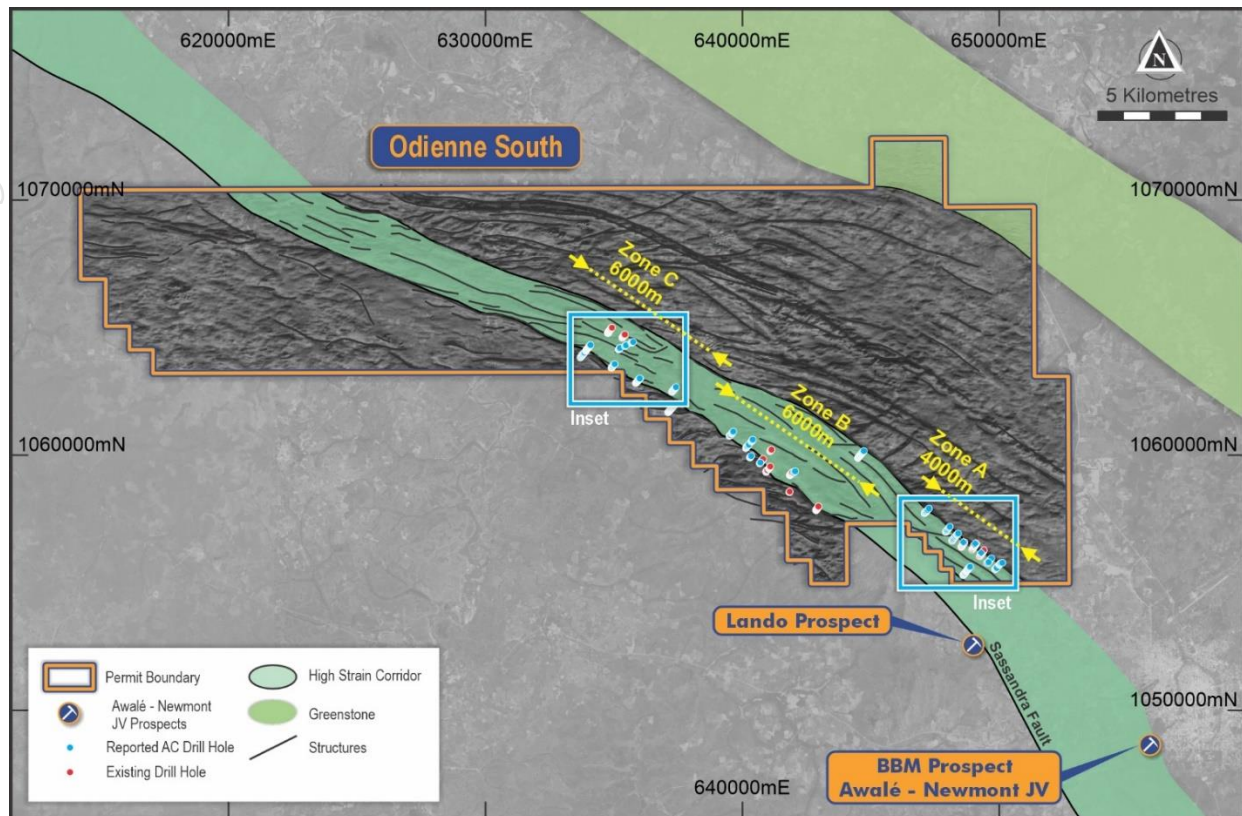 620000mE
630000mE
640000mE
650000mE
N
5 Kilometres
Odienne South
1070000mN
1070000mN
Zone C
6000m
Zone B
6000m
Zone A
4000m
Inset
1060000mN
1060000mN
Inset
Lando Prospect
Sassandra Fault
1050000mN
BBM Prospect
Awalé - Newmont JV
640000mE
Permit Boundary
Awalé - Newmont
JV Prospects
Reported AC Drill Hole
Existing Drill Hole
High Strain Corridor
Greenstone
Structures